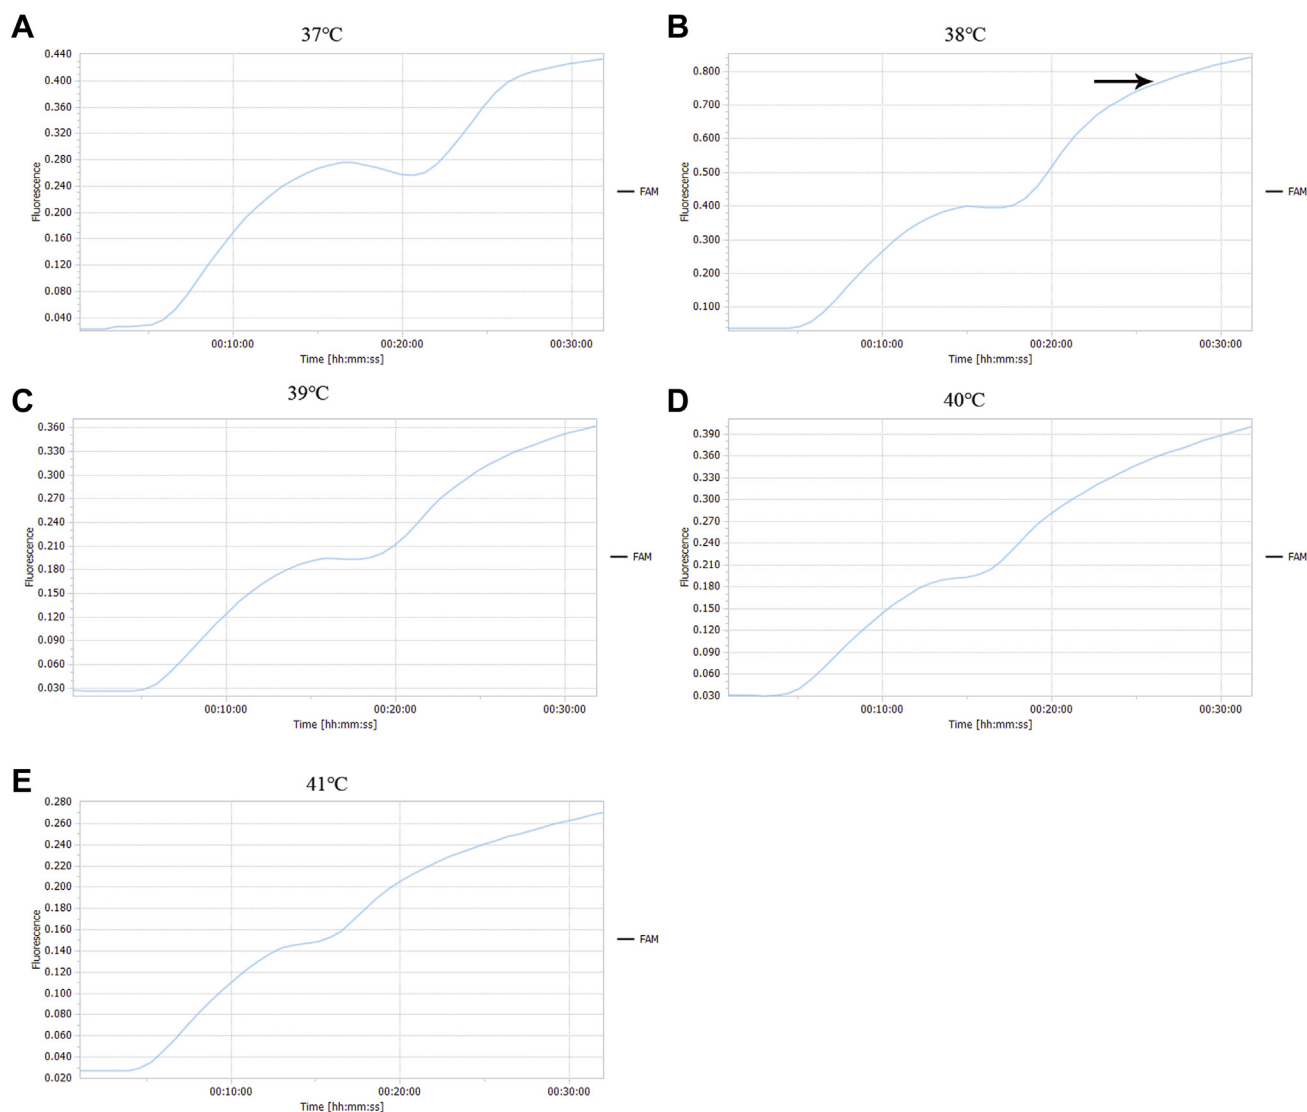 A
37℃
0.440
0.400
0.360
0.320
0.280
0.240
0.200
0.160
0.120
0.080
0.040
Fluorescence
00:10:00 00:20:00 00:30:00
Time [hh:mm:ss]
FAM
B
38℃
0.800
0.700
0.600
0.500
0.400
0.300
0.200
0.100
Fluorescence
00:10:00 00:20:00 00:30:00
Time [hh:mm:ss]
FAM
C
39℃
0.360
0.330
0.300
0.270
0.240
0.210
0.180
0.150
0.120
0.090
0.060
0.030
Fluorescence
00:10:00 00:20:00 00:30:00
Time [hh:mm:ss]
FAM
D
40℃
0.390
0.360
0.330
0.300
0.270
0.240
0.210
0.180
0.150
0.120
0.090
0.060
0.030
Fluorescence
00:10:00 00:20:00 00:30:00
Time [hh:mm:ss]
FAM
E
41℃
0.280
0.260
0.240
0.220
0.200
0.180
0.160
0.140
0.120
0.100
0.080
0.060
0.040
0.020
Fluorescence
00:10:00 00:20:00 00:30:00
Time [hh:mm:ss]
FAM